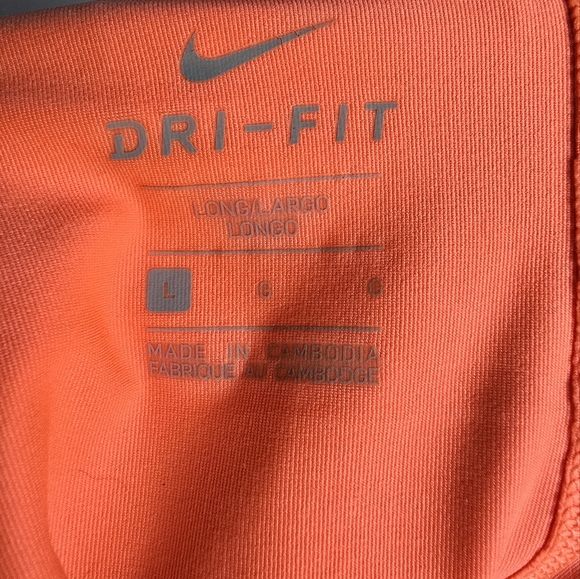 DRI-FIT
LONG/LARGO
LONGO
L G G
MADE IN CAMBODIA
FABRIQUE AU CAMBODGE